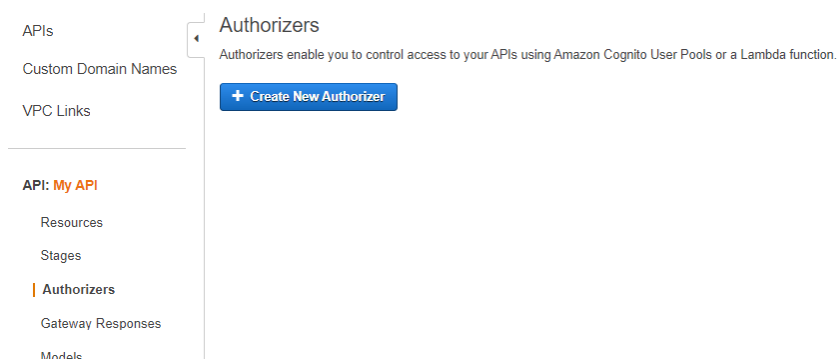 APIs
Custom Domain Names
VPC Links
API: My API
Resources
Stages
Authorizers
Gateway Responses
Models
Authorizers
Authorizers enable you to control access to your APIs using Amazon Cognito User Pools or a Lambda function.
+ Create New Authorizer